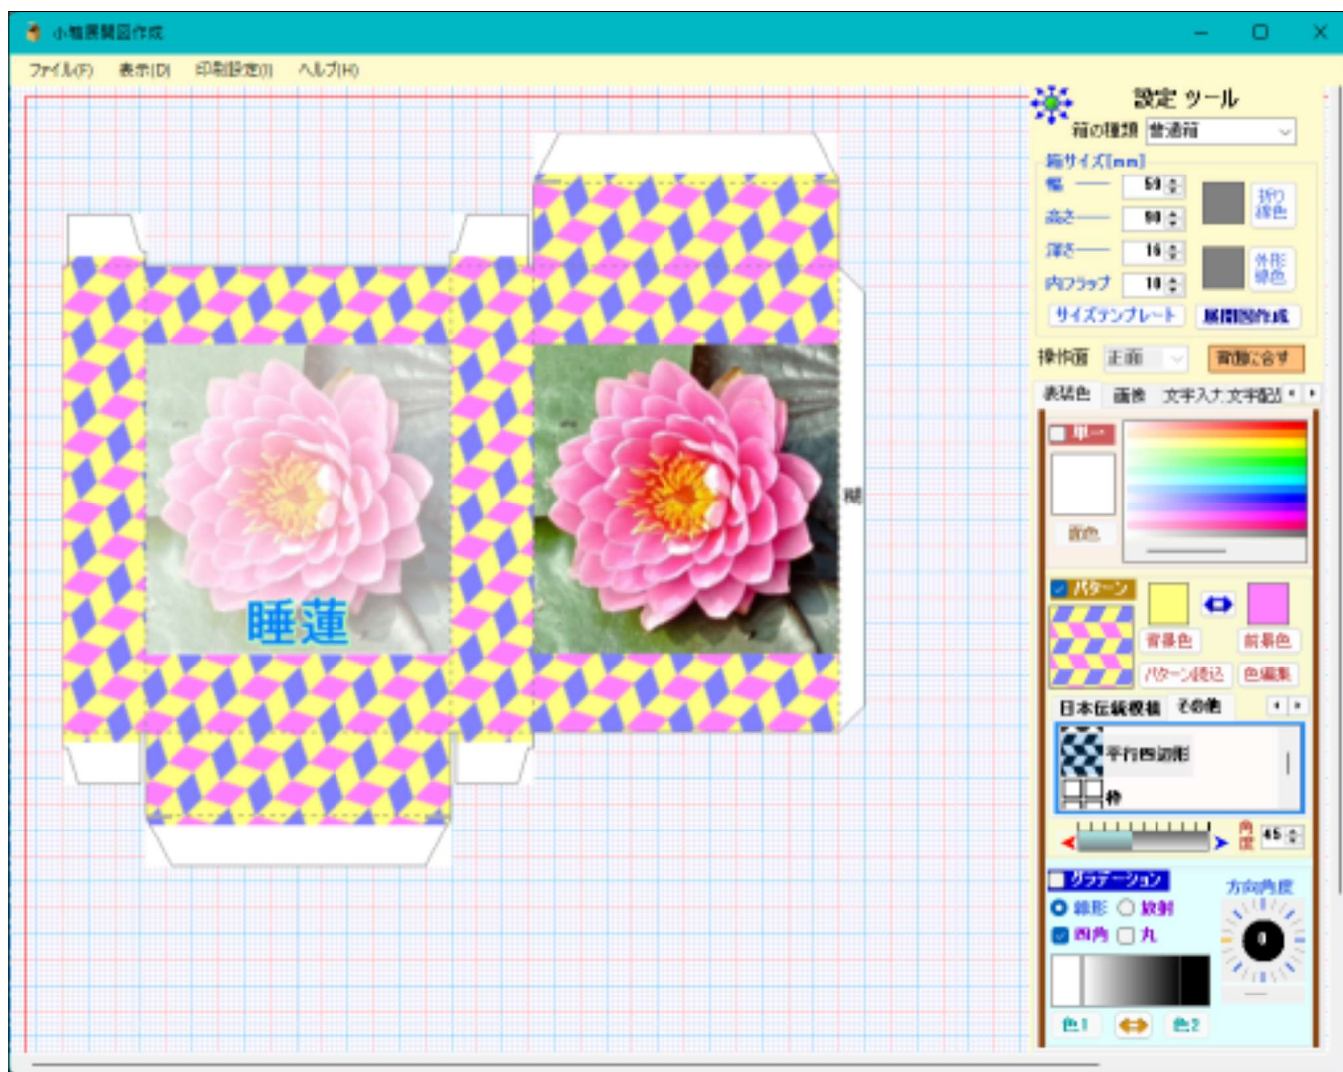 小箱展開図作成
ファイル(F) 表示(D) 印刷設定(I) ヘルプ(H)
設定 ツール
箱の種類 普通箱
箱サイズ[mm]
幅 59
折り線色
高さ 90
深さ 16
外形線色
内フラップ 10
サイズテンプレート 展開図作成
操作面 正面 背面に合す
表装色 画像 文字入力 文字配置
単一
面色
パターン
背景色 前景色
パターン読込 色編集
日本伝統模様 その他
平行四辺形
枠
角度 45
グラデーション
方向角度
線形 放射
四角 丸
0
色1 色2
睡蓮
糊